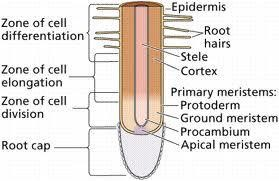 Zone of cell
differentiation
Zone of cell
elongation
Zone of cell
division
Root cap
Epidermis
Root
hairs
Stele
Cortex
Primary meristems:
Protoderm
Ground meristem
Procambium
Apical meristem